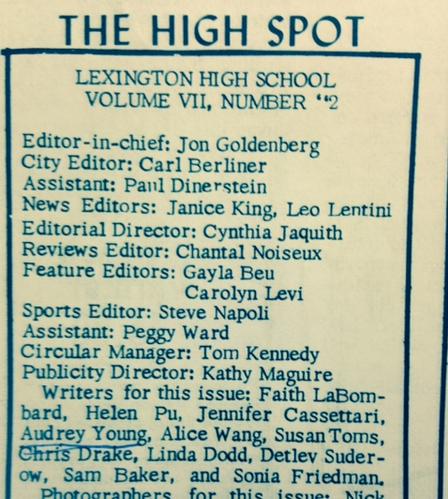 THE HIGH SPOT
LEXINGTON HIGH SCHOOL
VOLUME VII, NUMBER “2
Editor-in-chief: Jon Goldenberg
City Editor: Carl Berliner
Assistant: Paul Dinerstein
News Editors: Janice King, Leo Lentini
Editorial Director: Cynthia Jaquith
Reviews Editor: Chantal Noiseux
Feature Editors: Gayla Beu
Carolyn Levi
Sports Editor: Steve Napoli
Assistant: Peggy Ward
Circular Manager: Tom Kennedy
Publicity Director: Kathy Maguire
Writers for this issue: Faith LaBom-
bard, Helen Pu, Jennifer Cassettari,
Audrey Young, Alice Wang, Susan Toms,
Chris Drake, Linda Dodd, Detlev Suder-
ow, Sam Baker, and Sonia Friedman.
Photographers for this issue: Nick